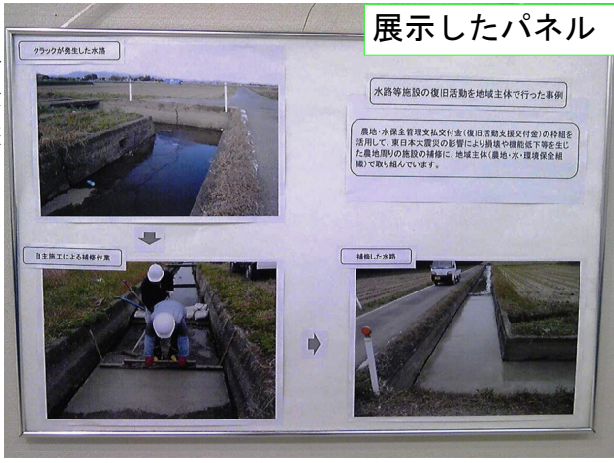 展示したパネル
クラックが発生した水路
水路等施設の復旧活動を地域主体で行った事例
農地・水保全管理支払交付金(復旧活動支援交付金)の枠組を
活用して、東日本大震災の影響により損壊や機能低下等を生じ
た農地周りの施設の補修に、地域主体(農地・水・環境保全組
織)で取り組んでいます。
自主施工による補修作業
補修した水路